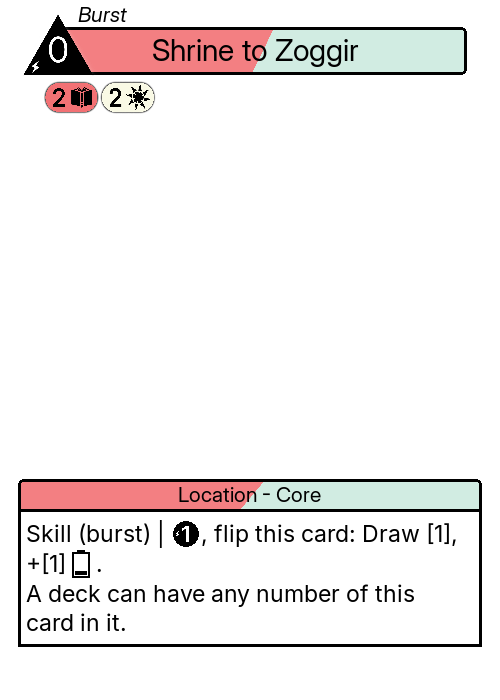 Burst
0
Shrine to Zoggir
2 2
Location - Core
Skill (burst) | 1, flip this card: Draw [1],
+[1] .
A deck can have any number of this
card in it.